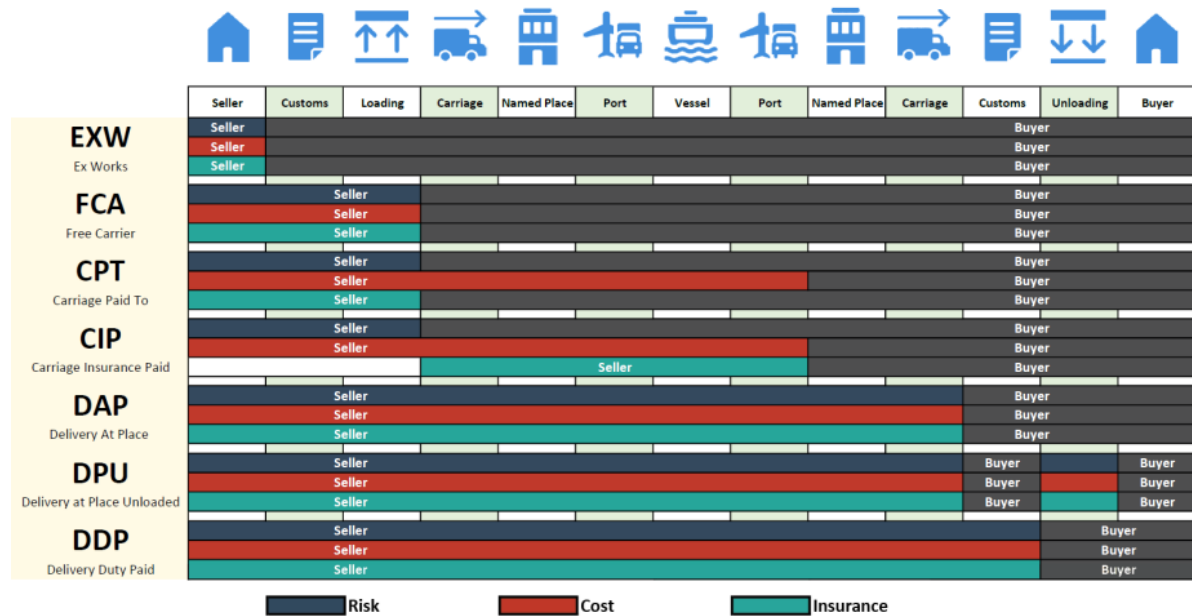 Seller Customs Loading Carriage Named Place Port Vessel Port Named Place Carriage Customs Unloading Buyer
EXW
Ex Works
Seller Buyer
Seller Buyer
Seller Buyer
FCA
Free Carrier
Seller Buyer
Seller Buyer
Seller Buyer
CPT
Carriage Paid To
Seller Buyer
Seller Buyer
Seller Buyer
CIP
Carriage Insurance Paid
Seller Buyer
Seller Buyer
Seller Buyer
DAP
Delivery At Place
Seller Buyer
Seller Buyer
Seller Buyer
DPU
Delivery at Place Unloaded
Seller Buyer Buyer
Seller Buyer Buyer
Seller Buyer Buyer
DDP
Delivery Duty Paid
Seller Buyer
Seller Buyer
Seller Buyer
Risk Cost Insurance